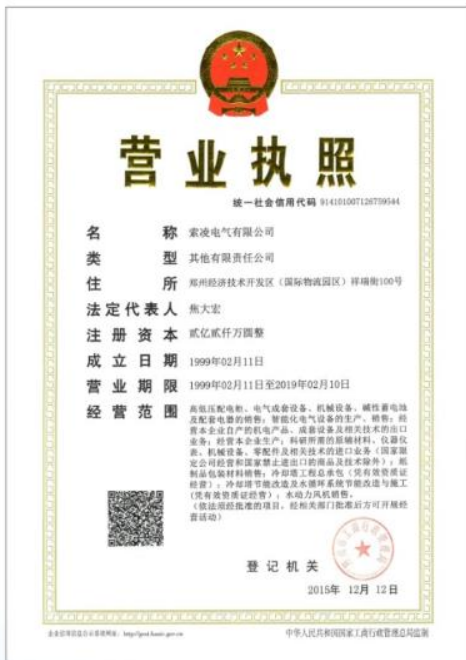 营业执照
统一社会信用代码 914101007126759544
名称 索凌电气有限公司
类型 其他有限责任公司
住所 郑州经济技术开发区（国际物流园区）祥瑞街100号
法定代表人 焦大宏
注册资本 贰亿贰仟万圆整
成立日期 1999年02月11日
营业期限 1999年02月11日至2019年02月10日
经营范围 高低压配电柜、电气成套设备、机械设备、碱性蓄电池
及配套电器的销售；智能化电气设备的生产、销售；经
营本企业自产的机电产品、成套设备及相关技术的出口
业务；经营本企业生产；科研所需的原辅材料、仪器仪
表、机械设备、零配件及相关技术的进口业务（国家限
定公司经营和国家禁止进出口的商品及技术除外）；纸
制品包装材料销售；冷却塔工程总承包（凭有效资质证
经营）；冷却塔节能改造及水循环系统节能改造与施工
（凭有效资质证经营）；水动力风机销售。
（依法须经批准的项目，经相关部门批准后方可开展经
营活动）
登记机关
2015年 12月 12日
企业信用信息公示系统网址：
中华人民共和国国家工商行政管理总局监制